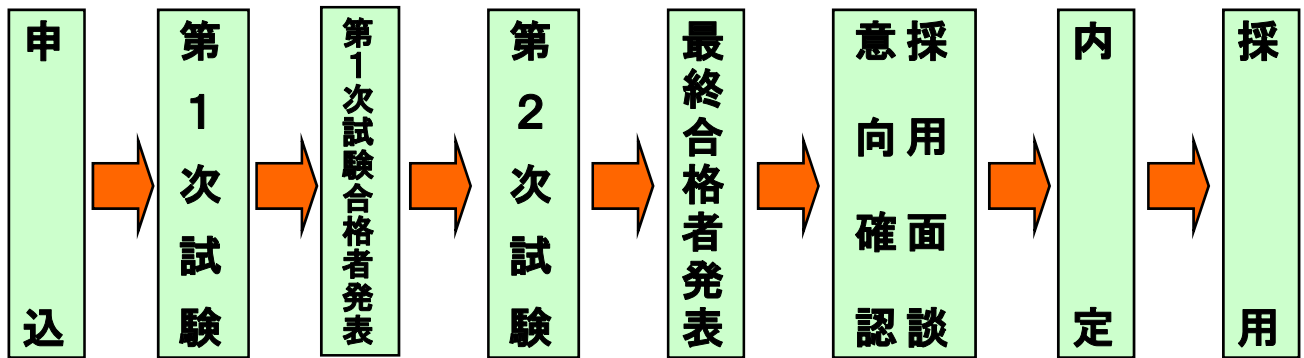 申込
第1次試験
第1次試験合格者発表
第2次試験
最終合格者発表
採用面談
意向確認
内定
採用